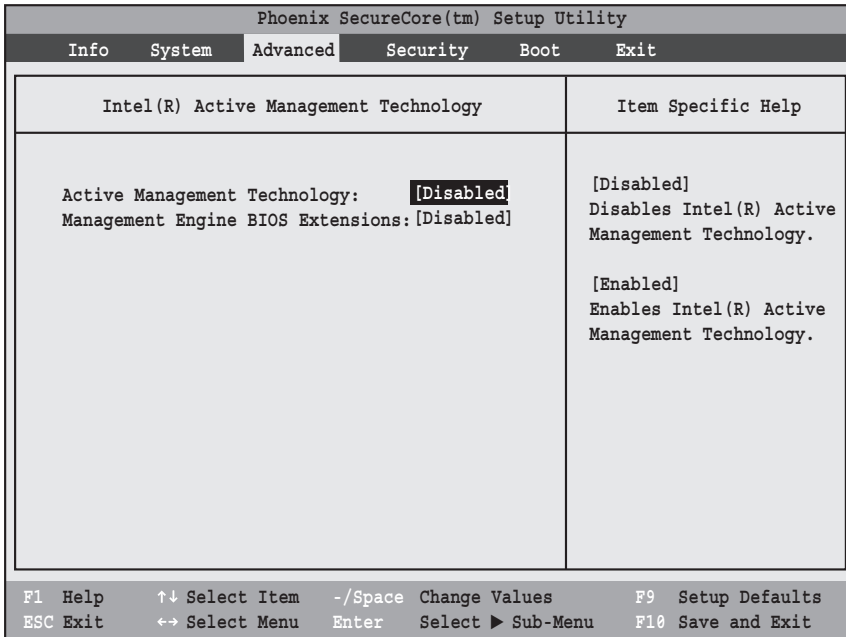 Phoenix SecureCore(tm) Setup Utility
Info System Advanced Security Boot Exit
Intel(R) Active Management Technology
Active Management Technology: [Disabled]
Management Engine BIOS Extensions: [Disabled]
Item Specific Help
[Disabled]
Disables Intel(R) Active
Management Technology.
[Enabled]
Enables Intel(R) Active
Management Technology.
F1 Help ↑↓ Select Item -/Space Change Values F9 Setup Defaults
ESC Exit ←→ Select Menu Enter Select ▶ Sub-Menu F10 Save and Exit